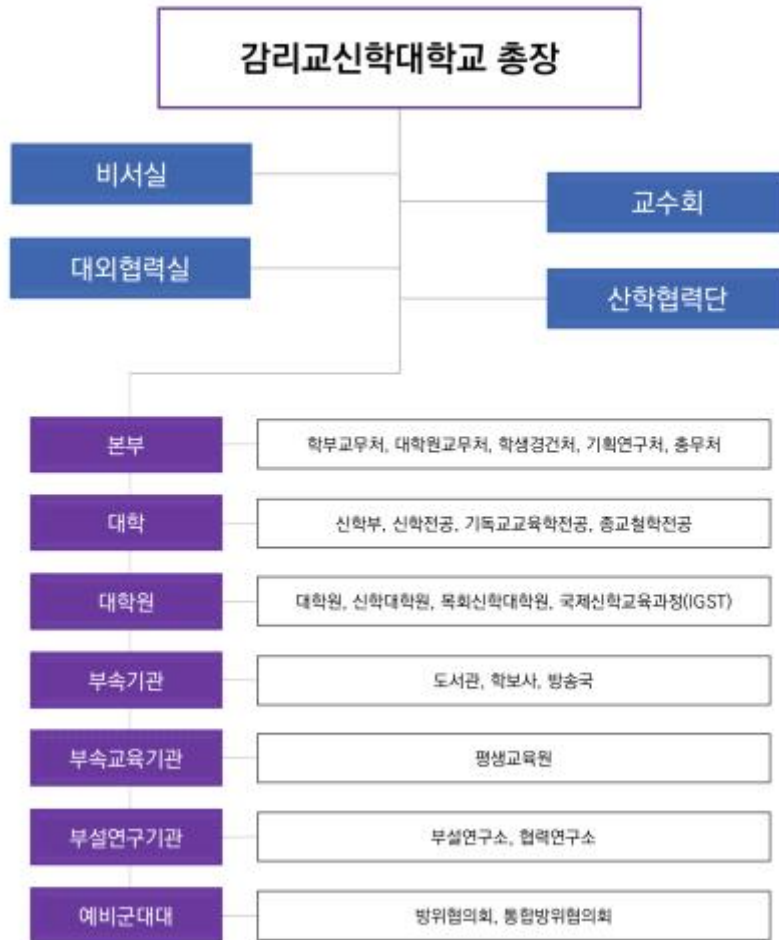 감리교신학대학교 총장
비서실
교수회
대외협력실
산학협력단
본부
학부교무처, 대학원교무처, 학생경건처, 기획연구처, 총무처
대학
신학부, 신학전공, 기독교교육학전공, 종교철학전공
대학원
대학원, 신학대학원, 목회신학대학원, 국제신학교육과정(IGST)
부속기관
도서관, 학보사, 방송국
부속교육기관
평생교육원
부설연구기관
부설연구소, 협력연구소
예비군대대
방위협의회, 통합방위협의회